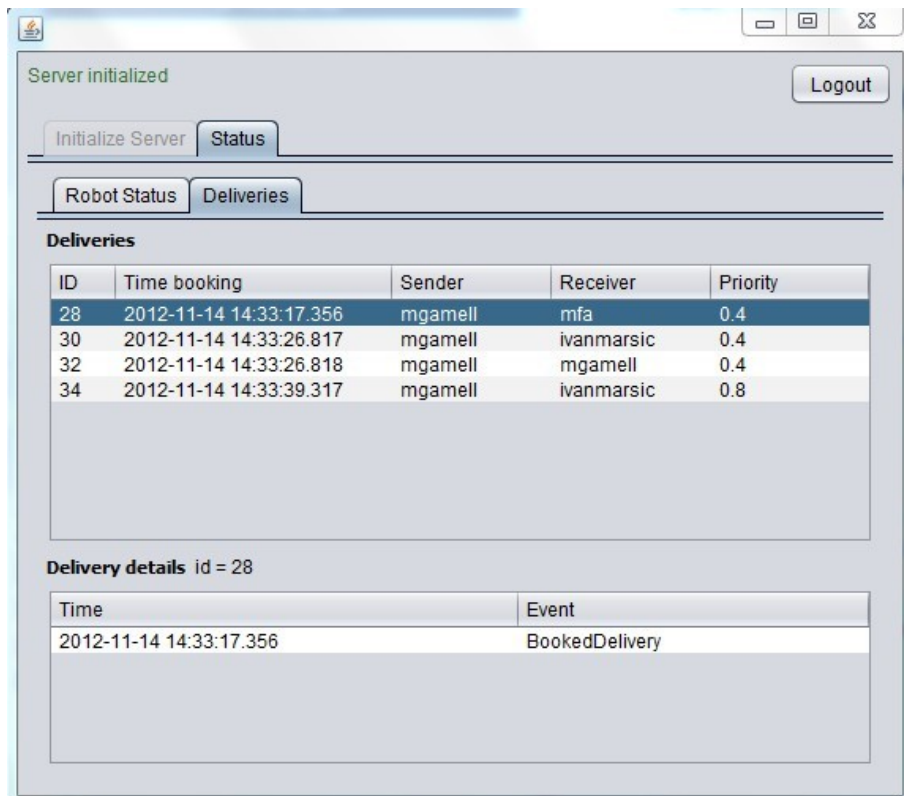 Server initialized
Logout
Initialize Server Status
Robot Status Deliveries
Deliveries
ID Time booking Sender Receiver Priority
28 2012-11-14 14:33:17.356 mgamell mfa 0.4
30 2012-11-14 14:33:26.817 mgamell ivanmarsic 0.4
32 2012-11-14 14:33:26.818 mgamell mgamell 0.4
34 2012-11-14 14:33:39.317 mgamell ivanmarsic 0.8
Delivery details id = 28
Time Event
2012-11-14 14:33:17.356 BookedDelivery